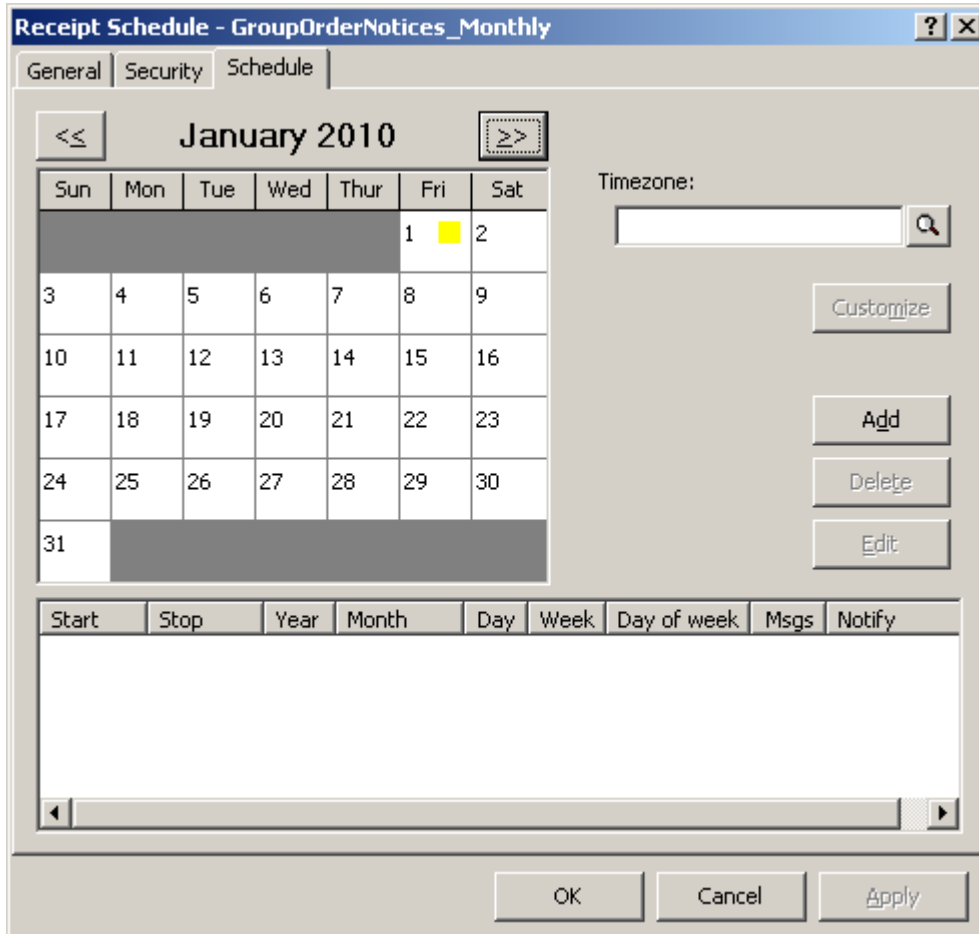 Receipt Schedule - GroupOrderNotices_Monthly ? X
General Security Schedule
<< January 2010 >>
Sun Mon Tue Wed Thur Fri Sat
Timezone:
1 2
3 4 5 6 7 8 9
Customize
10 11 12 13 14 15 16
17 18 19 20 21 22 23
Add
24 25 26 27 28 29 30
Delete
31
Edit
Start Stop Year Month Day Week Day of week Msgs Notify
OK Cancel Apply